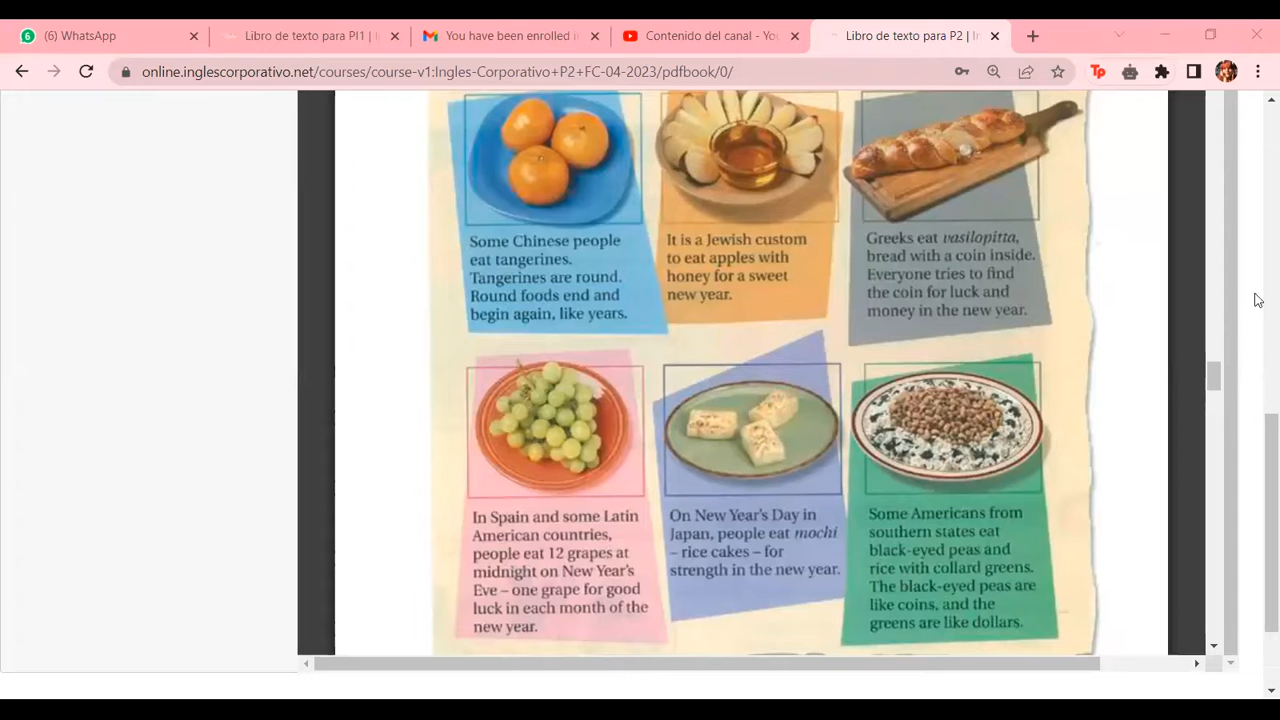 (6) WhatsApp
Libro de texto para PI1 | I
You have been enrolled i
Contenido del canal - You
Libro de texto para P2 | In
online.inglescorporativo.net/courses/course-v1:Ingles-Corporativo+P2+FC-04-2023/pdfbook/0/
Some Chinese people
eat tangerines.
Tangerines are round.
Round foods end and
begin again, like years.
It is a Jewish custom
to eat apples with
honey for a sweet
new year.
Greeks eat vasilopitta,
bread with a coin inside.
Everyone tries to find
the coin for luck and
money in the new year.
In Spain and some Latin
American countries,
people eat 12 grapes at
midnight on New Year's
Eve – one grape for good
luck in each month of the
new year.
On New Year's Day in
Japan, people eat mochi
– rice cakes – for
strength in the new year.
Some Americans from
southern states eat
black-eyed peas and
rice with collard greens.
The black-eyed peas are
like coins, and the
greens are like dollars.